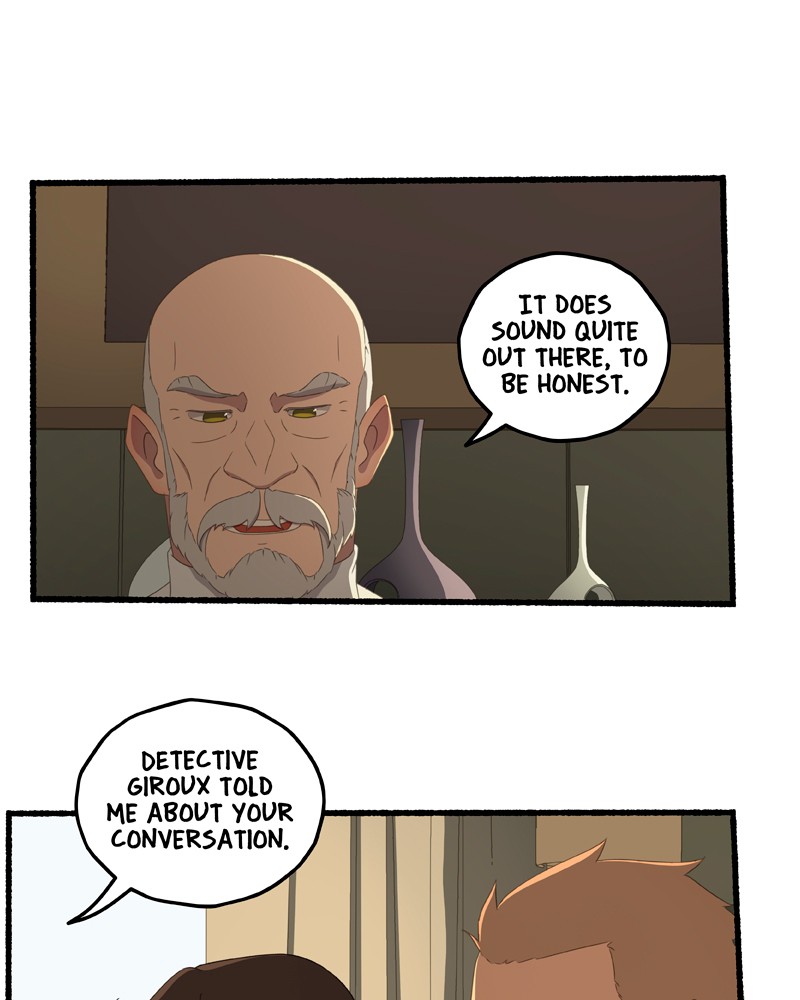 IT DOES
SOUND QUITE
OUT THERE, TO
BE HONEST.
DETECTIVE
GIROUX TOLD
ME ABOUT YOUR
CONVERSATION.